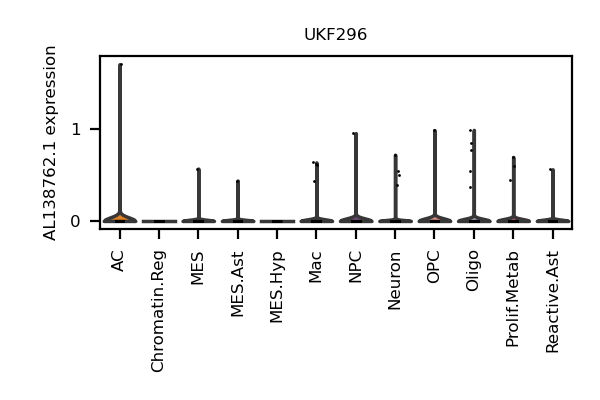 UKF296
AL138762.1 expression
1
0
AC
Chromatin.Reg
MES
MES.Ast
MES.Hyp
Mac
NPC
Neuron
OPC
Oligo
Prolif.Metab
Reactive.Ast